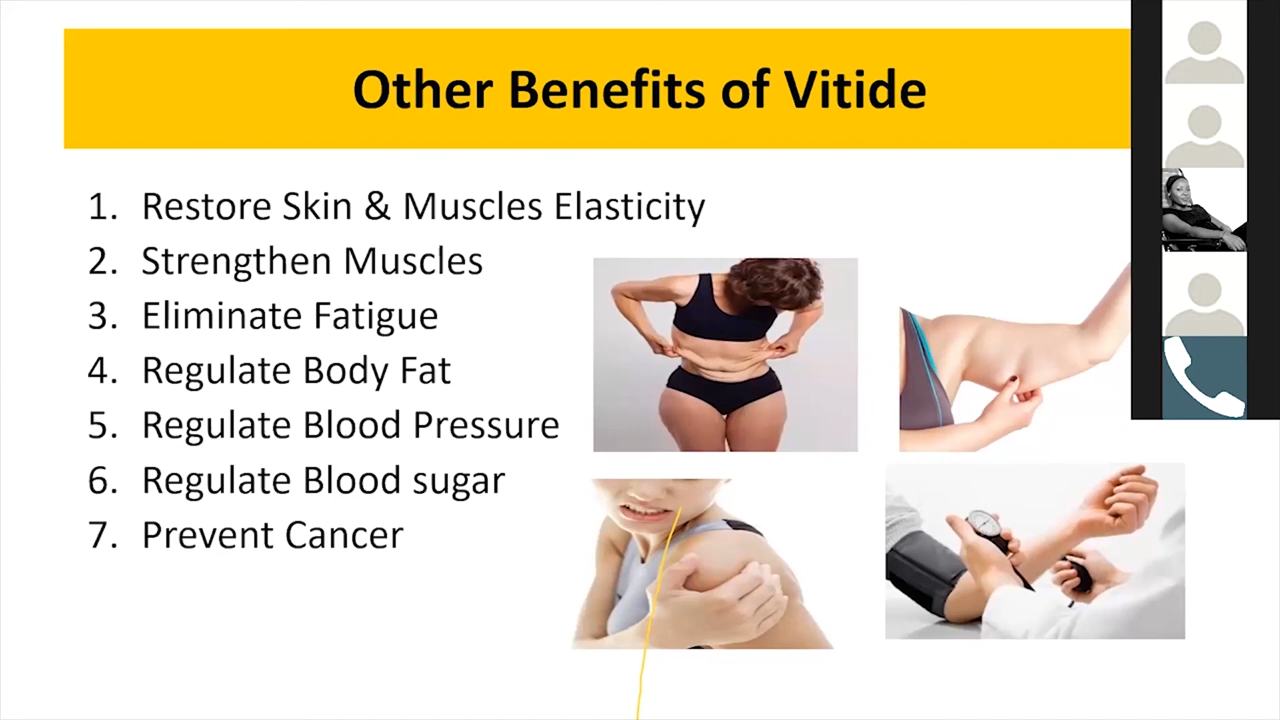 Other Benefits of Vitide
1. Restore Skin & Muscles Elasticity
2. Strengthen Muscles
3. Eliminate Fatigue
4. Regulate Body Fat
5. Regulate Blood Pressure
6. Regulate Blood sugar
7. Prevent Cancer